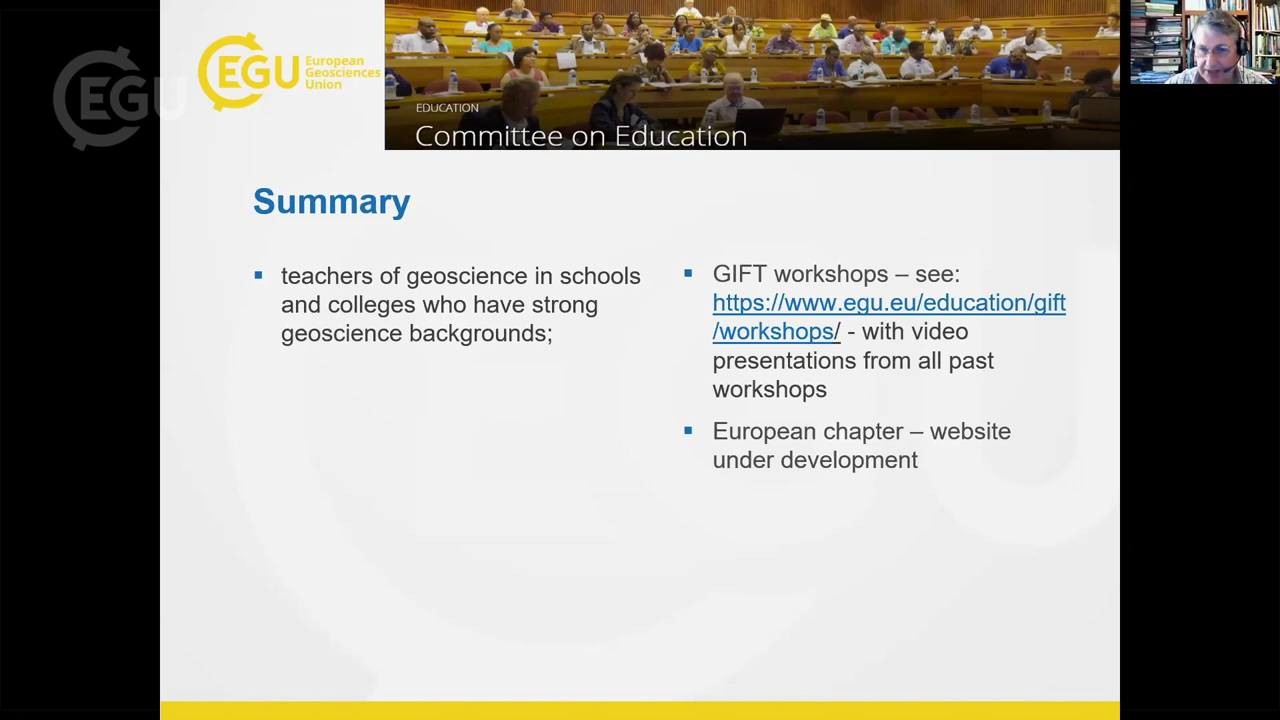 EGU
EGU
European
Geosciences
Union
EDUCATION
Committee on Education
Summary
teachers of geoscience in schools
and colleges who have strong
geoscience backgrounds;
GIFT workshops – see:
https://www.egu.eu/education/gift
/workshops/ - with video
presentations from all past
workshops
European chapter – website
under development